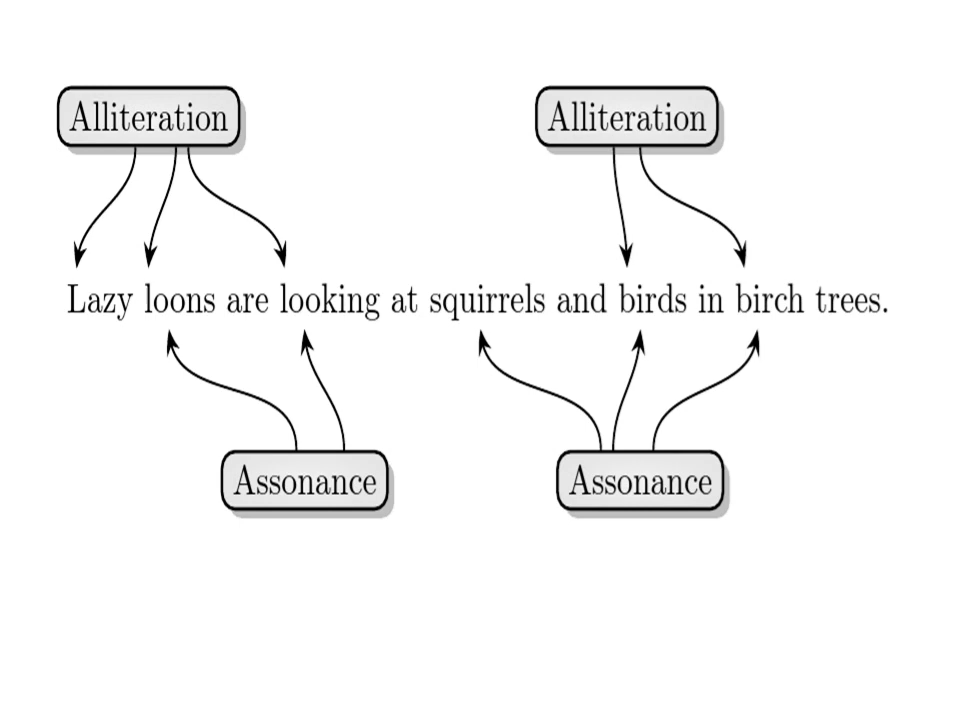 Alliteration Alliteration
Lazy loons are looking at squirrels and birds in birch trees.
Assonance Assonance